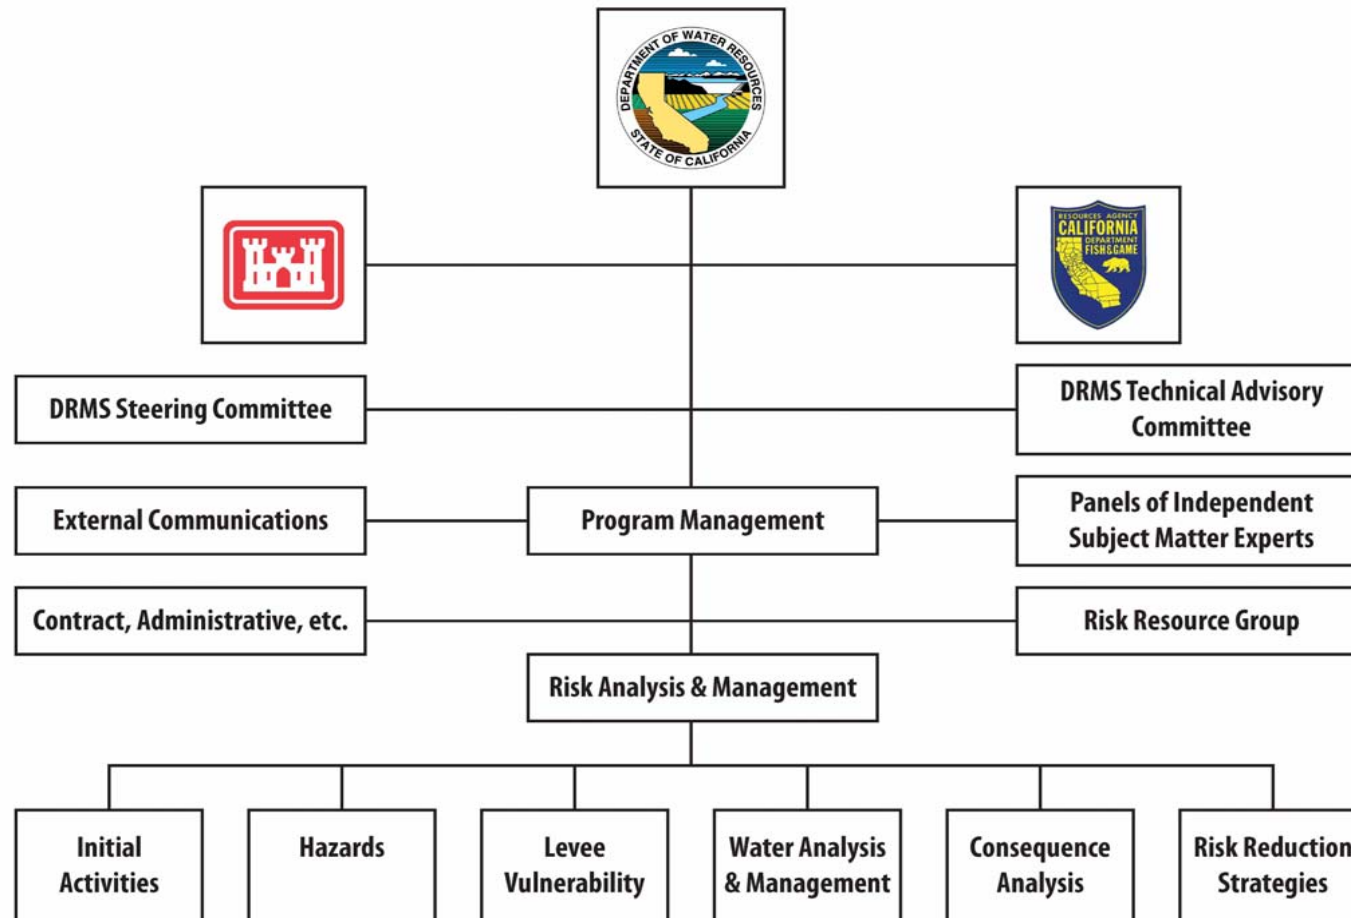 DEPARTMENT OF WATER RESOURCES
STATE OF CALIFORNIA
RESOURCES AGENCY
CALIFORNIA
DEPARTMENT
FISH & GAME
DRMS Steering Committee
DRMS Technical Advisory
Committee
External Communications
Program Management
Panels of Independent
Subject Matter Experts
Contract, Administrative, etc.
Risk Resource Group
Risk Analysis & Management
Initial
Activities
Hazards
Levee
Vulnerability
Water Analysis
& Management
Consequence
Analysis
Risk Reduction
Strategies